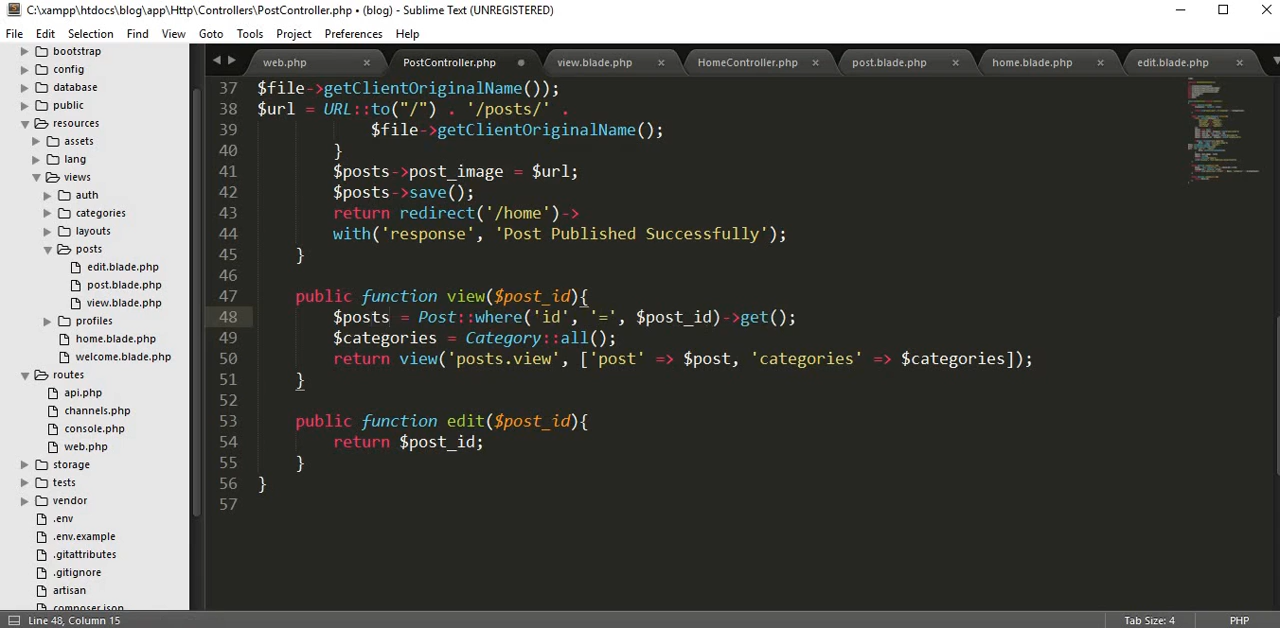 C:\xampp\htdocs\blog\app\Http\Controllers\PostController.php • (blog) - Sublime Text (UNREGISTERED)
File Edit Selection Find View Goto Tools Project Preferences Help
bootstrap
config
database
public
resources
assets
lang
views
auth
categories
layouts
posts
edit.blade.php
post.blade.php
view.blade.php
profiles
home.blade.php
welcome.blade.php
routes
api.php
channels.php
console.php
web.php
storage
tests
vendor
.env
.env.example
.gitattributes
.gitignore
artisan
composer.json
web.php PostController.php view.blade.php HomeController.php post.blade.php home.blade.php edit.blade.php
37 $file->getClientOriginalName());
38 $url = URL::to("/") . '/posts/' .
39 $file->getClientOriginalName();
40 }
41 $posts->post_image = $url;
42 $posts->save();
43 return redirect('/home')->
44 with('response', 'Post Published Successfully');
45 }
46
47 public function view($post_id){
48 $posts = Post::where('id', '=', $post_id)->get();
49 $categories = Category::all();
50 return view('posts.view', ['post' => $post, 'categories' => $categories]);
51 }
52
53 public function edit($post_id){
54 return $post_id;
55 }
56 }
57
Line 48, Column 15 Tab Size: 4 PHP